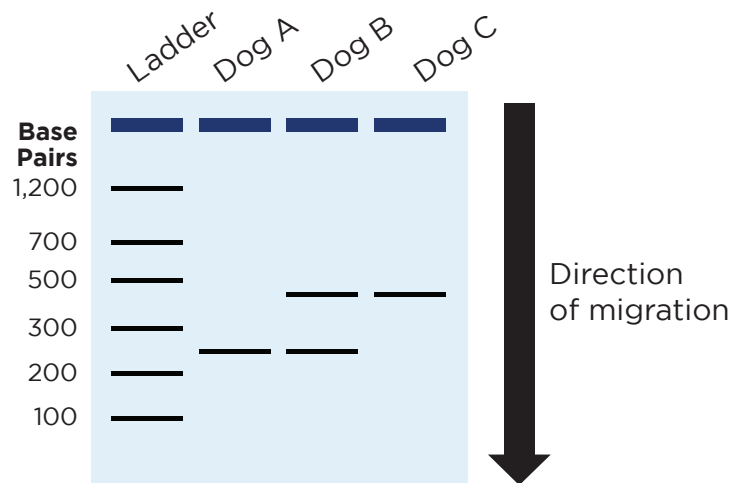 Ladder
Dog A
Dog B
Dog C
Base
Pairs
1,200
700
500
300
200
100
Direction
of migration